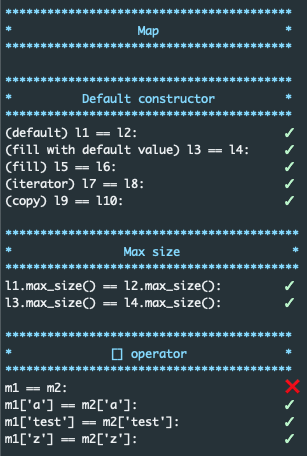 *****************************************
*                  Map                  *
*****************************************
*****************************************
*          Default constructor          *
*****************************************
(default) l1 == l2: ✓
(fill with default value) l3 == l4: ✓
(fill) l5 == l6: ✓
(iterator) l7 == l8: ✓
(copy) l9 == l10: ✓
******************************************
*                Max size                *
******************************************
l1.max_size() == l2.max_size(): ✓
l3.max_size() == l4.max_size(): ✓
*****************************************
*              [] operator              *
*****************************************
m1 == m2: ❌
m1['a'] == m2['a']: ✓
m1['test'] == m2['test']: ✓
m1['z'] == m2['z']: ✓